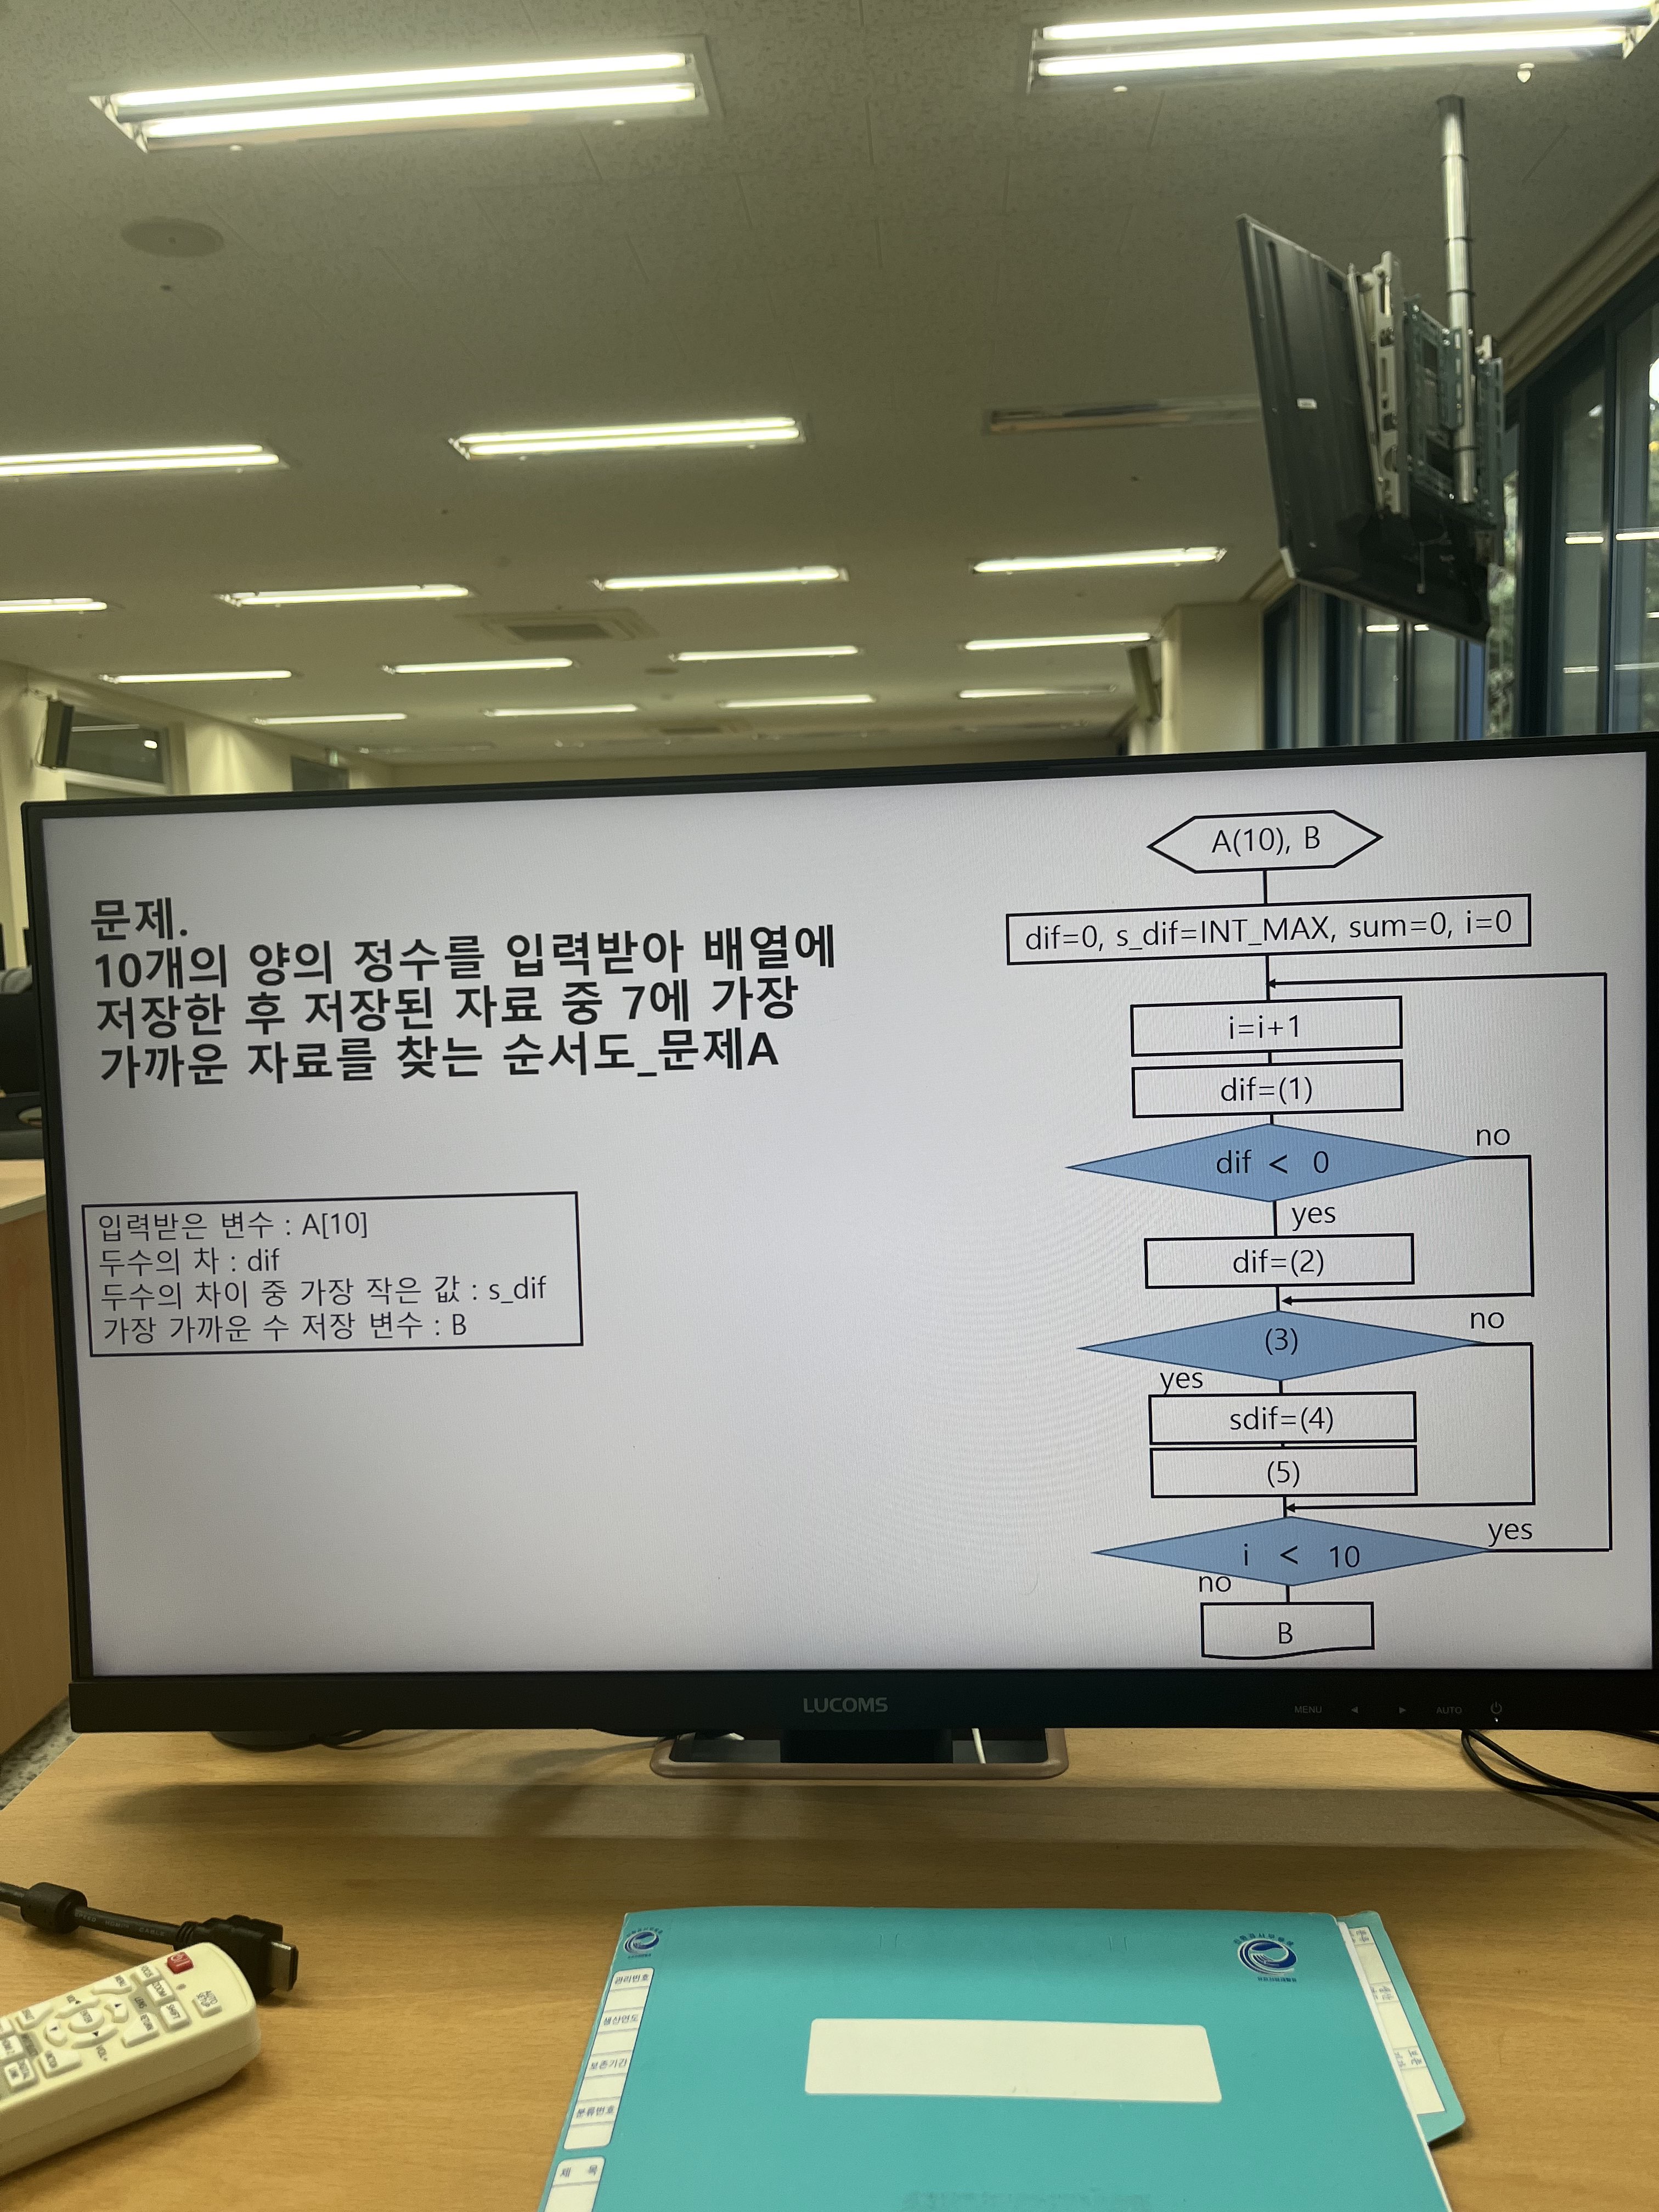 문제.
10개의 양의 정수를 입력받아 배열에
저장한 후 저장된 자료 중 7에 가장
가까운 자료를 찾는 순서도_문제A
입력받은 변수 : A[10]
두수의 차 : dif
두수의 차이 중 가장 작은 값 : s_dif
가장 가까운 수 저장 변수 : B
A(10), B
dif=0, s_dif=INT_MAX, sum=0, i=0
i=i+1
dif=(1)
dif < 0
no
yes
dif=(2)
(3)
no
yes
sdif=(4)
(5)
i < 10
yes
no
B
LUCOMS
MENU
AUTO
관리번호
생산연도
보존기간
분류번호
제 목